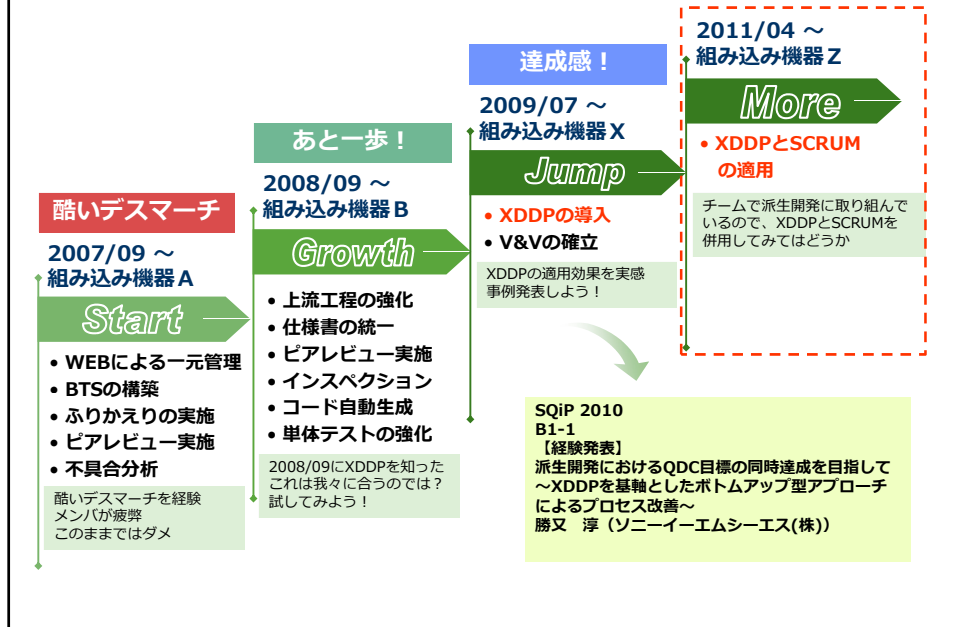 酷いデスマーチ
2007/09 ～
組み込み機器A
Start
• WEBによる一元管理
• BTSの構築
• ふりかえりの実施
• ピアレビュー実施
• 不具合分析
酷いデスマーチを経験
メンバが疲弊
このままではダメ
あと一歩！
2008/09 ～
組み込み機器B
Growth
• 上流工程の強化
• 仕様書の統一
• ピアレビュー実施
• インスペクション
• コード自動生成
• 単体テストの強化
2008/09にXDDPを知った
これは我々に合うのでは？
試してみよう！
達成感！
2009/07 ～
組み込み機器X
Jump
• XDDPの導入
• V&Vの確立
XDDPの適用効果を実感
事例発表しよう！
2011/04 ～
組み込み機器Z
More
• XDDPとSCRUM
の適用
チームで派生開発に取り組んで
いるので、XDDPとSCRUMを
併用してみてはどうか
SQiP 2010
B1-1
【経験発表】
派生開発におけるQDC目標の同時達成を目指して
～XDDPを基軸としたボトムアップ型アプローチ
によるプロセス改善～
勝又　淳（ソニーイーエムシーエス(株)）